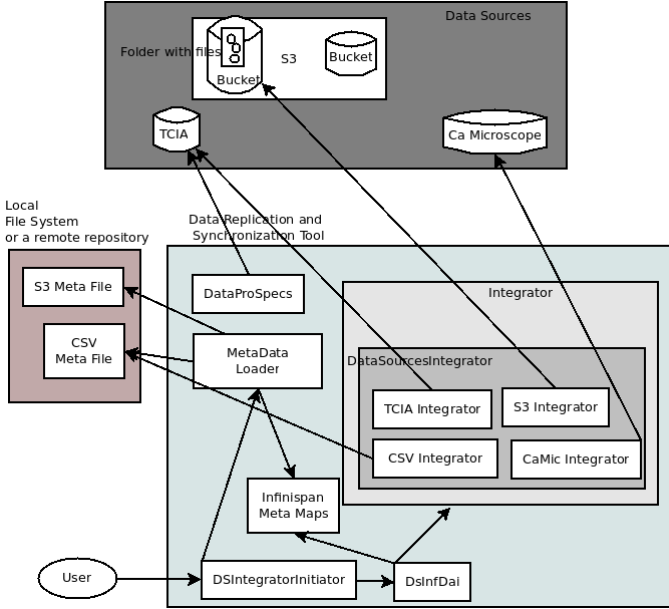 Data Sources
Folder with files
S3
Bucket
Bucket
TCIA
Ca Microscope
Local
File System
or a remote repository
Data Replication and
Synchronization Tool
S3 Meta File
DataProSpecs
Integrator
CSV
Meta File
MetaData
Loader
DataSourcesIntegrator
TCIA Integrator
S3 Integrator
CSV Integrator
CaMic Integrator
Infinispan
Meta Maps
User
DSIntegratorInitiator
DsInfDai